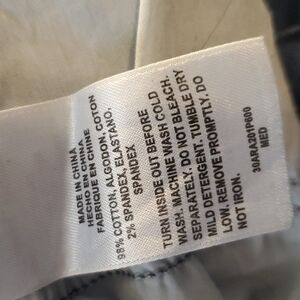 MADE IN CHINA
HECHO EN CHINA
FABRIQUE EN CHINE
98% COTTON, ALGODON, COTON
2% SPANDEX, ELASTANO,
SPANDEX
TURN INSIDE OUT BEFORE
WASH. MACHINE WASH COLD
SEPARATELY. DO NOT BLEACH.
MILD DETERGENT. TUMBLE DRY
LOW. REMOVE PROMPTLY. DO
NOT IRON.
30ARA201P600
MED